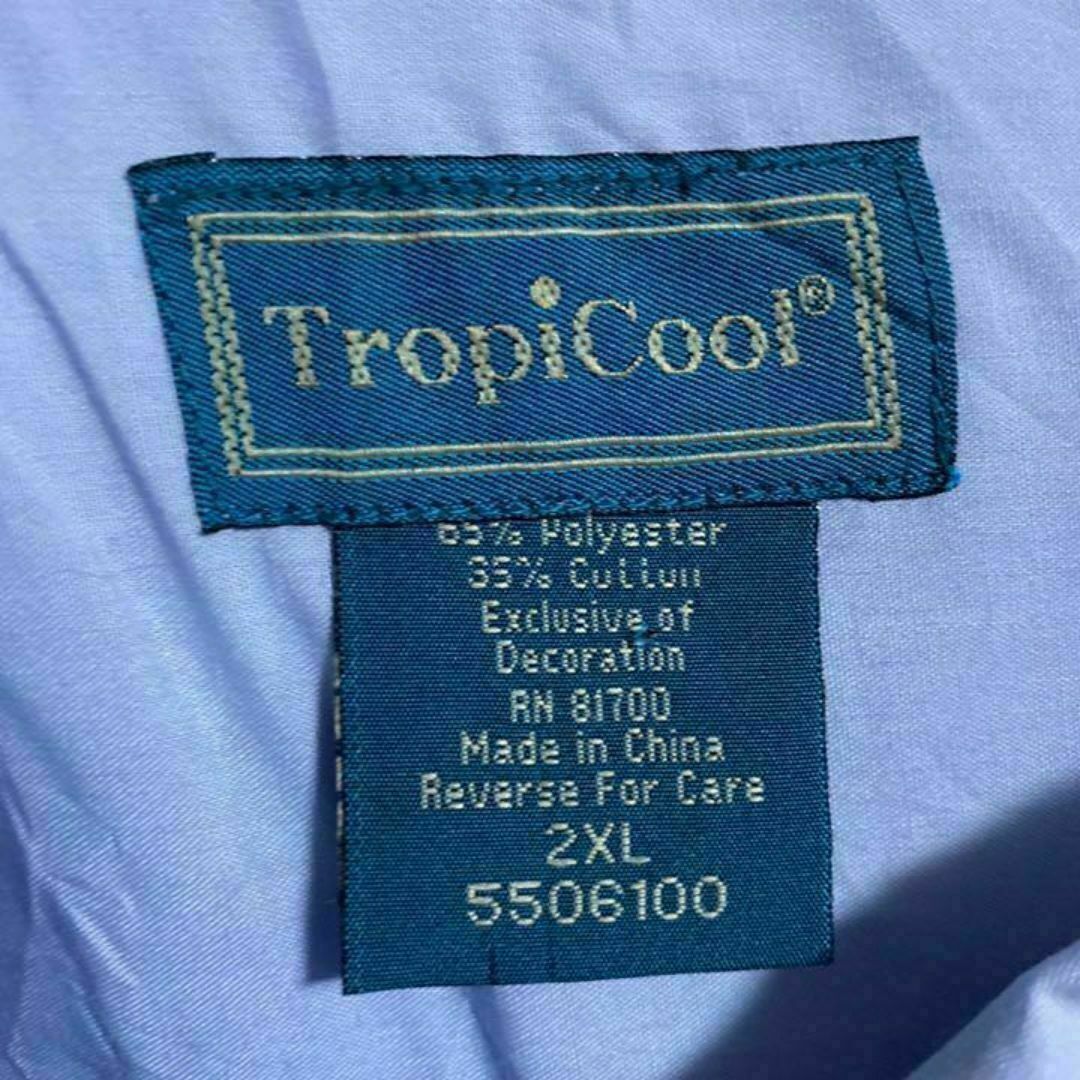 TropiCool®
65% Polyester
35% Cotton
Exclusive of
Decoration
RN 81700
Made in China
Reverse For Care
2XL
5506100